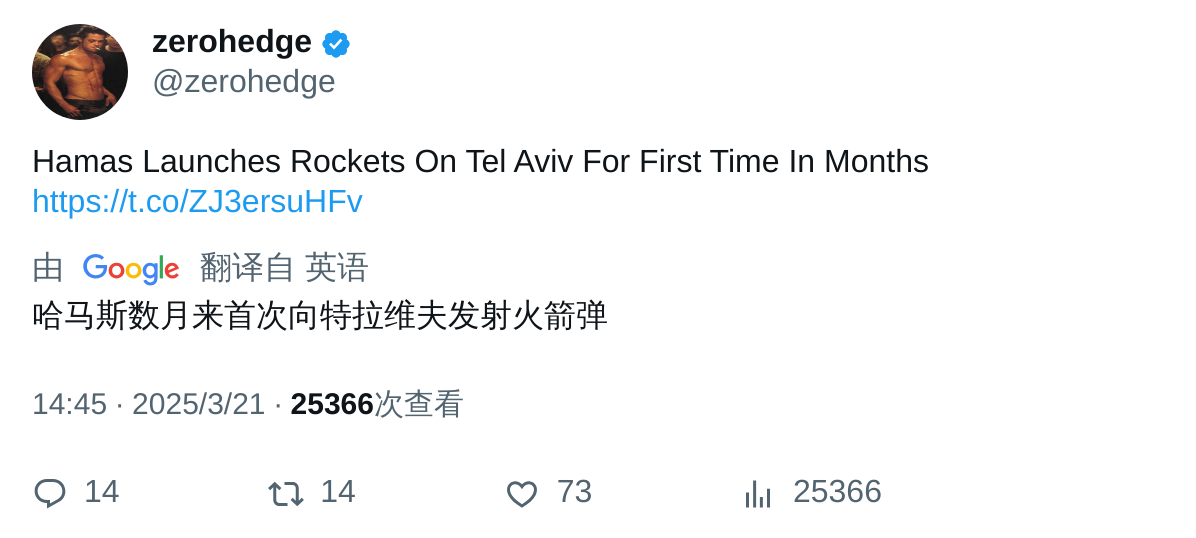 zerohedge
@zerohedge
Hamas Launches Rockets On Tel Aviv For First Time In Months
https://t.co/ZJ3ersuHFv
由 Google 翻译自 英语
哈马斯数月来首次向特拉维夫发射火箭弹
14:45 · 2025/3/21 · 25366次查看
14 14 73 25366